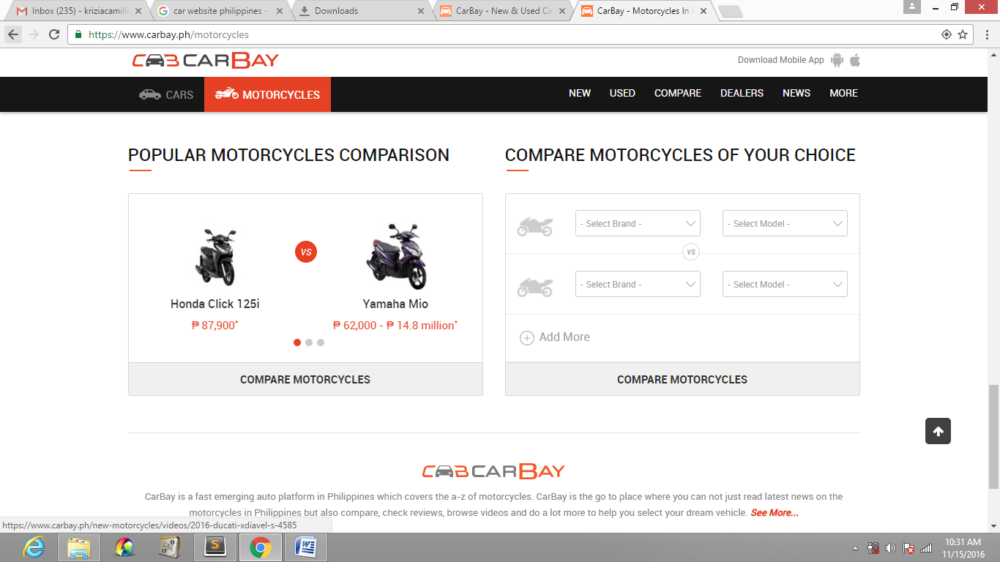 Inbox (235) - kriziacamille
car website philippines -
Downloads
CarBay - New & Used Ca
CarBay - Motorcycles In P
https://www.carbay.ph/motorcycles
CARBAY
Download Mobile App
CARS
MOTORCYCLES
NEW
USED
COMPARE
DEALERS
NEWS
MORE
POPULAR MOTORCYCLES COMPARISON
Honda Click 125i
₱ 87,900*
VS
Yamaha Mio
₱ 62,000 - ₱ 14.8 million*
COMPARE MOTORCYCLES
COMPARE MOTORCYCLES OF YOUR CHOICE
- Select Brand -
- Select Model -
VS
- Select Brand -
- Select Model -
Add More
COMPARE MOTORCYCLES
CARBAY
CarBay is a fast emerging auto platform in Philippines which covers the a-z of motorcycles. CarBay is the go to place where you can not just read latest news on the
motorcycles in Philippines but also compare, check reviews, browse videos and do a lot more to help you select your dream vehicle. See More...
https://www.carbay.ph/new-motorcycles/videos/2016-ducati-xdiavel-s-4585
10:31 AM
11/15/2016